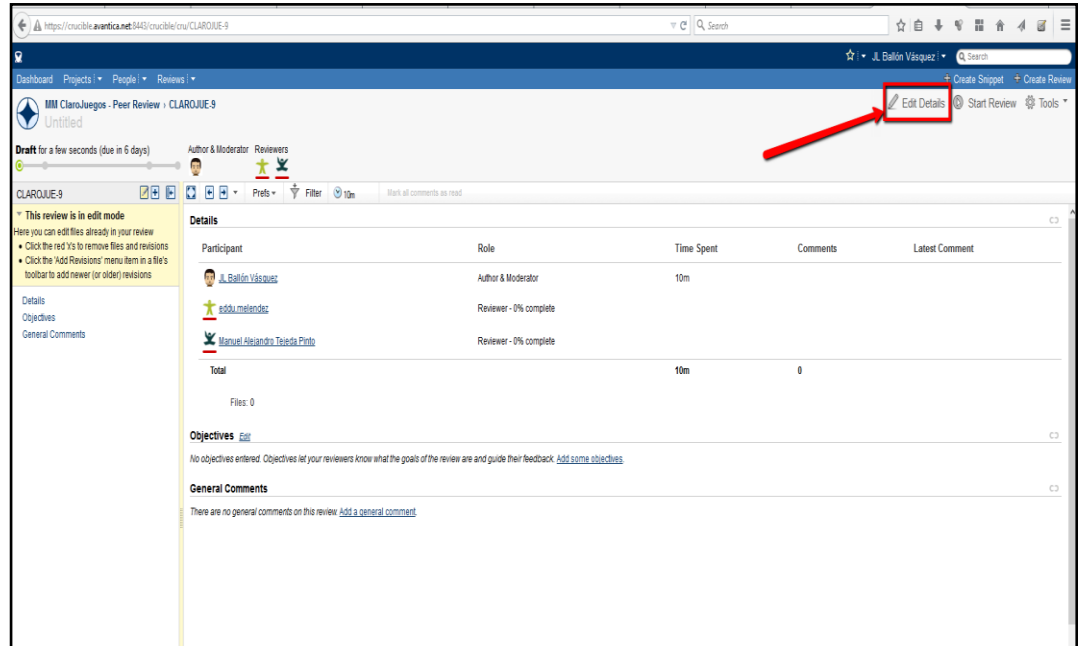 https://crucible.avantica.net:8443/crucible/cru/CLAROJUE-9 Search
JL Ballón Vásquez Search
Dashboard Projects People Reviews + Create Snippet + Create Review
MM ClaroJuegos - Peer Review › CLAROJUE-9 Edit Details Start Review Tools
Untitled
Draft for a few seconds (due in 6 days) Author & Moderator Reviewers
CLAROJUE-9 Prefs Filter 10m Mark all comments as read
This review is in edit mode
Here you can edit files already in your review
• Click the red 'x's to remove files and revisions
• Click the 'Add Revisions' menu item in a file's
toolbar to add newer (or older) revisions
Details
Objectives
General Comments
Details
Participant Role Time Spent Comments Latest Comment
JL Ballón Vásquez Author & Moderator 10m
eddu.melendez Reviewer - 0% complete
Manuel Alejandro Tejeda Pinto Reviewer - 0% complete
Total 10m 0
Files: 0
Objectives Edit
No objectives entered. Objectives let your reviewers know what the goals of the review are and guide their feedback. Add some objectives.
General Comments
There are no general comments on this review. Add a general comment.